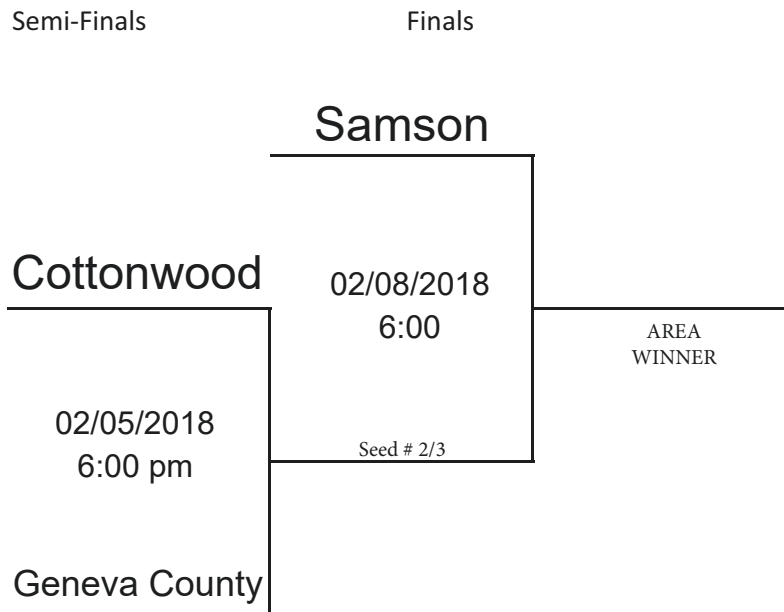 Semi-Finals
Finals
Samson
Cottonwood
02/08/2018
6:00
AREA
WINNER
02/05/2018
6:00 pm
Seed # 2/3
Geneva County